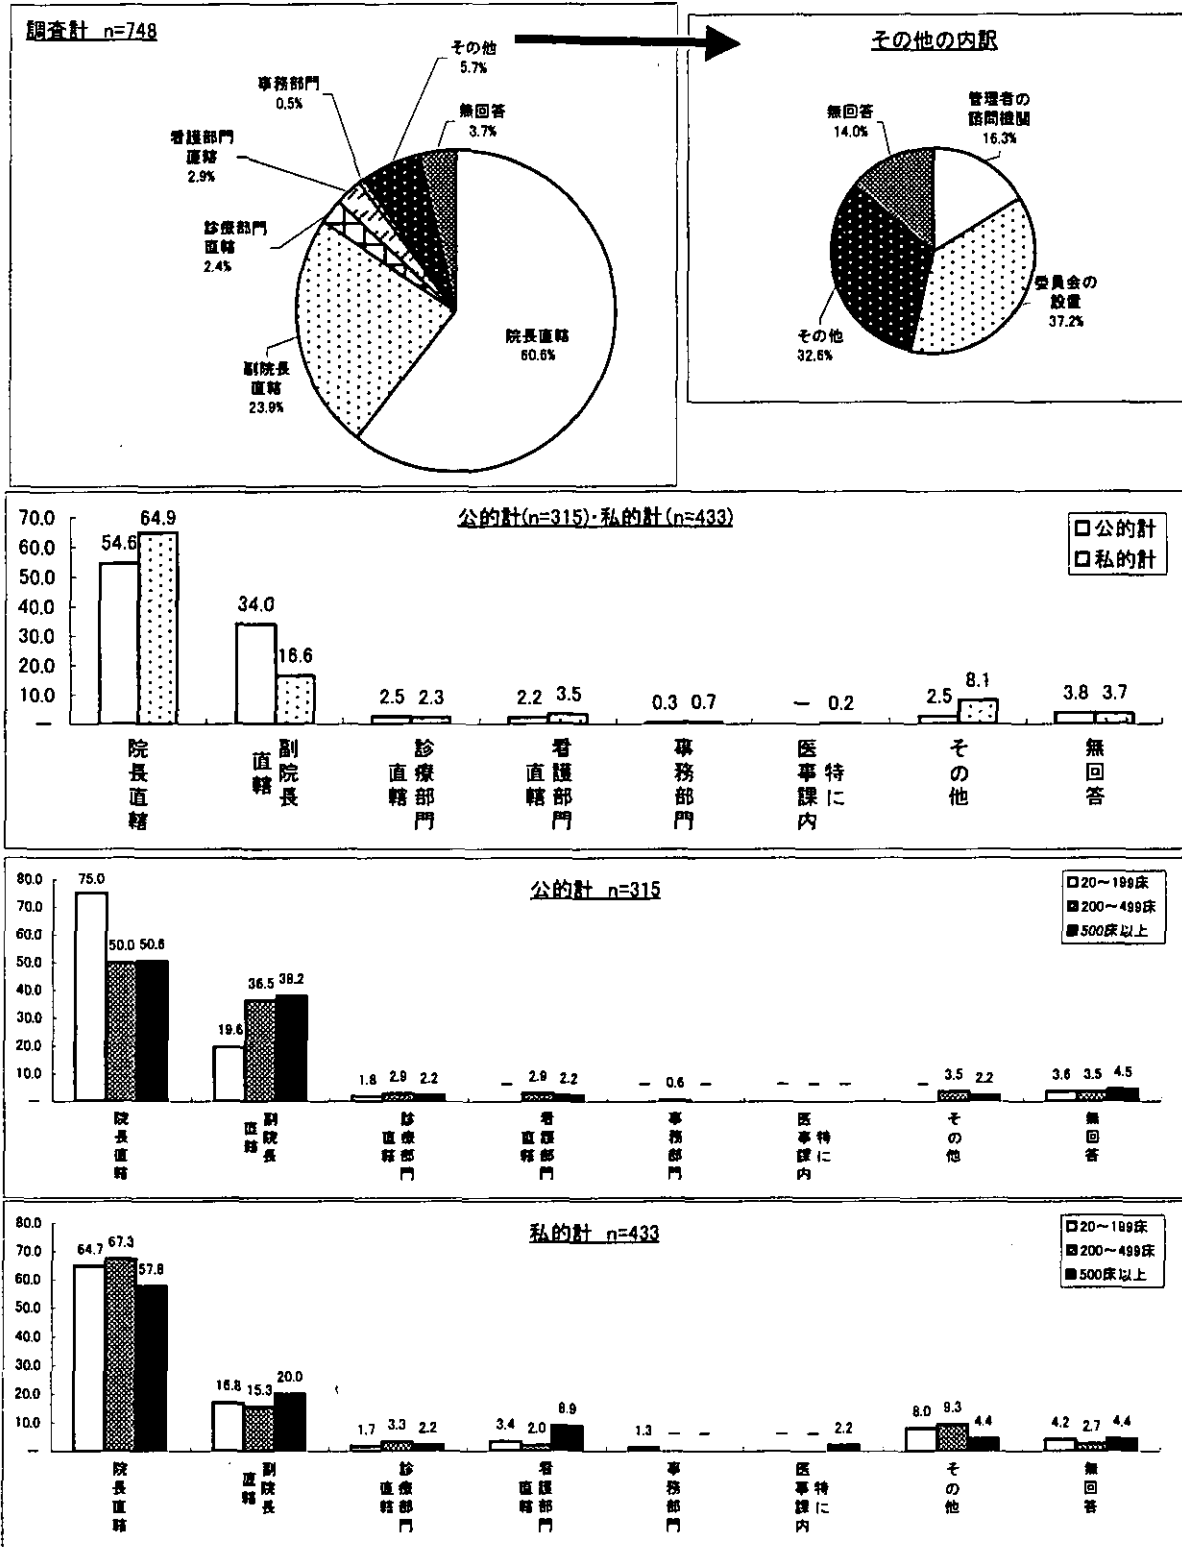 調査計 n=748
その他
5.7%
事務部門
0.5%
無回答
3.7%
看護部門
直轄
2.9%
診療部門
直轄
2.4%
副院長
直轄
23.9%
院長直轄
60.6%
その他の内訳
無回答
14.0%
管理者の
諮問機関
16.3%
委員会の
設置
37.2%
その他
32.6%
公的計(n=315)・私的計(n=433)
公的計
私的計
70.0
60.0
50.0
40.0
30.0
20.0
10.0
—
54.6
64.9
34.0
16.6
2.5
2.3
2.2
3.5
0.3
0.7
—
0.2
2.5
8.1
3.8
3.7
院長直轄
副院長
直轄
診療部門
直轄
看護部門
直轄
事務部門
特に
医事課内
その他
無回答
公的計 n=315
20～199床
200～499床
500床以上
80.0
70.0
60.0
50.0
40.0
30.0
20.0
10.0
—
75.0
50.0
50.6
19.6
36.5
38.2
1.8
2.9
2.2
—
2.9
2.2
—
0.6
—
—
—
—
—
3.5
2.2
3.6
3.5
4.5
院長直轄
副院長
直轄
診療部門
直轄
看護部門
直轄
事務部門
特に
医事課内
その他
無回答
私的計 n=433
20～199床
200～499床
500床以上
80.0
70.0
60.0
50.0
40.0
30.0
20.0
10.0
—
64.7
67.3
57.8
16.8
15.3
20.0
1.7
3.3
2.2
3.4
2.0
8.9
1.3
—
—
—
—
2.2
8.0
9.3
4.4
4.2
2.7
4.4
院長直轄
副院長
直轄
診療部門
直轄
看護部門
直轄
事務部門
特に
医事課内
その他
無回答